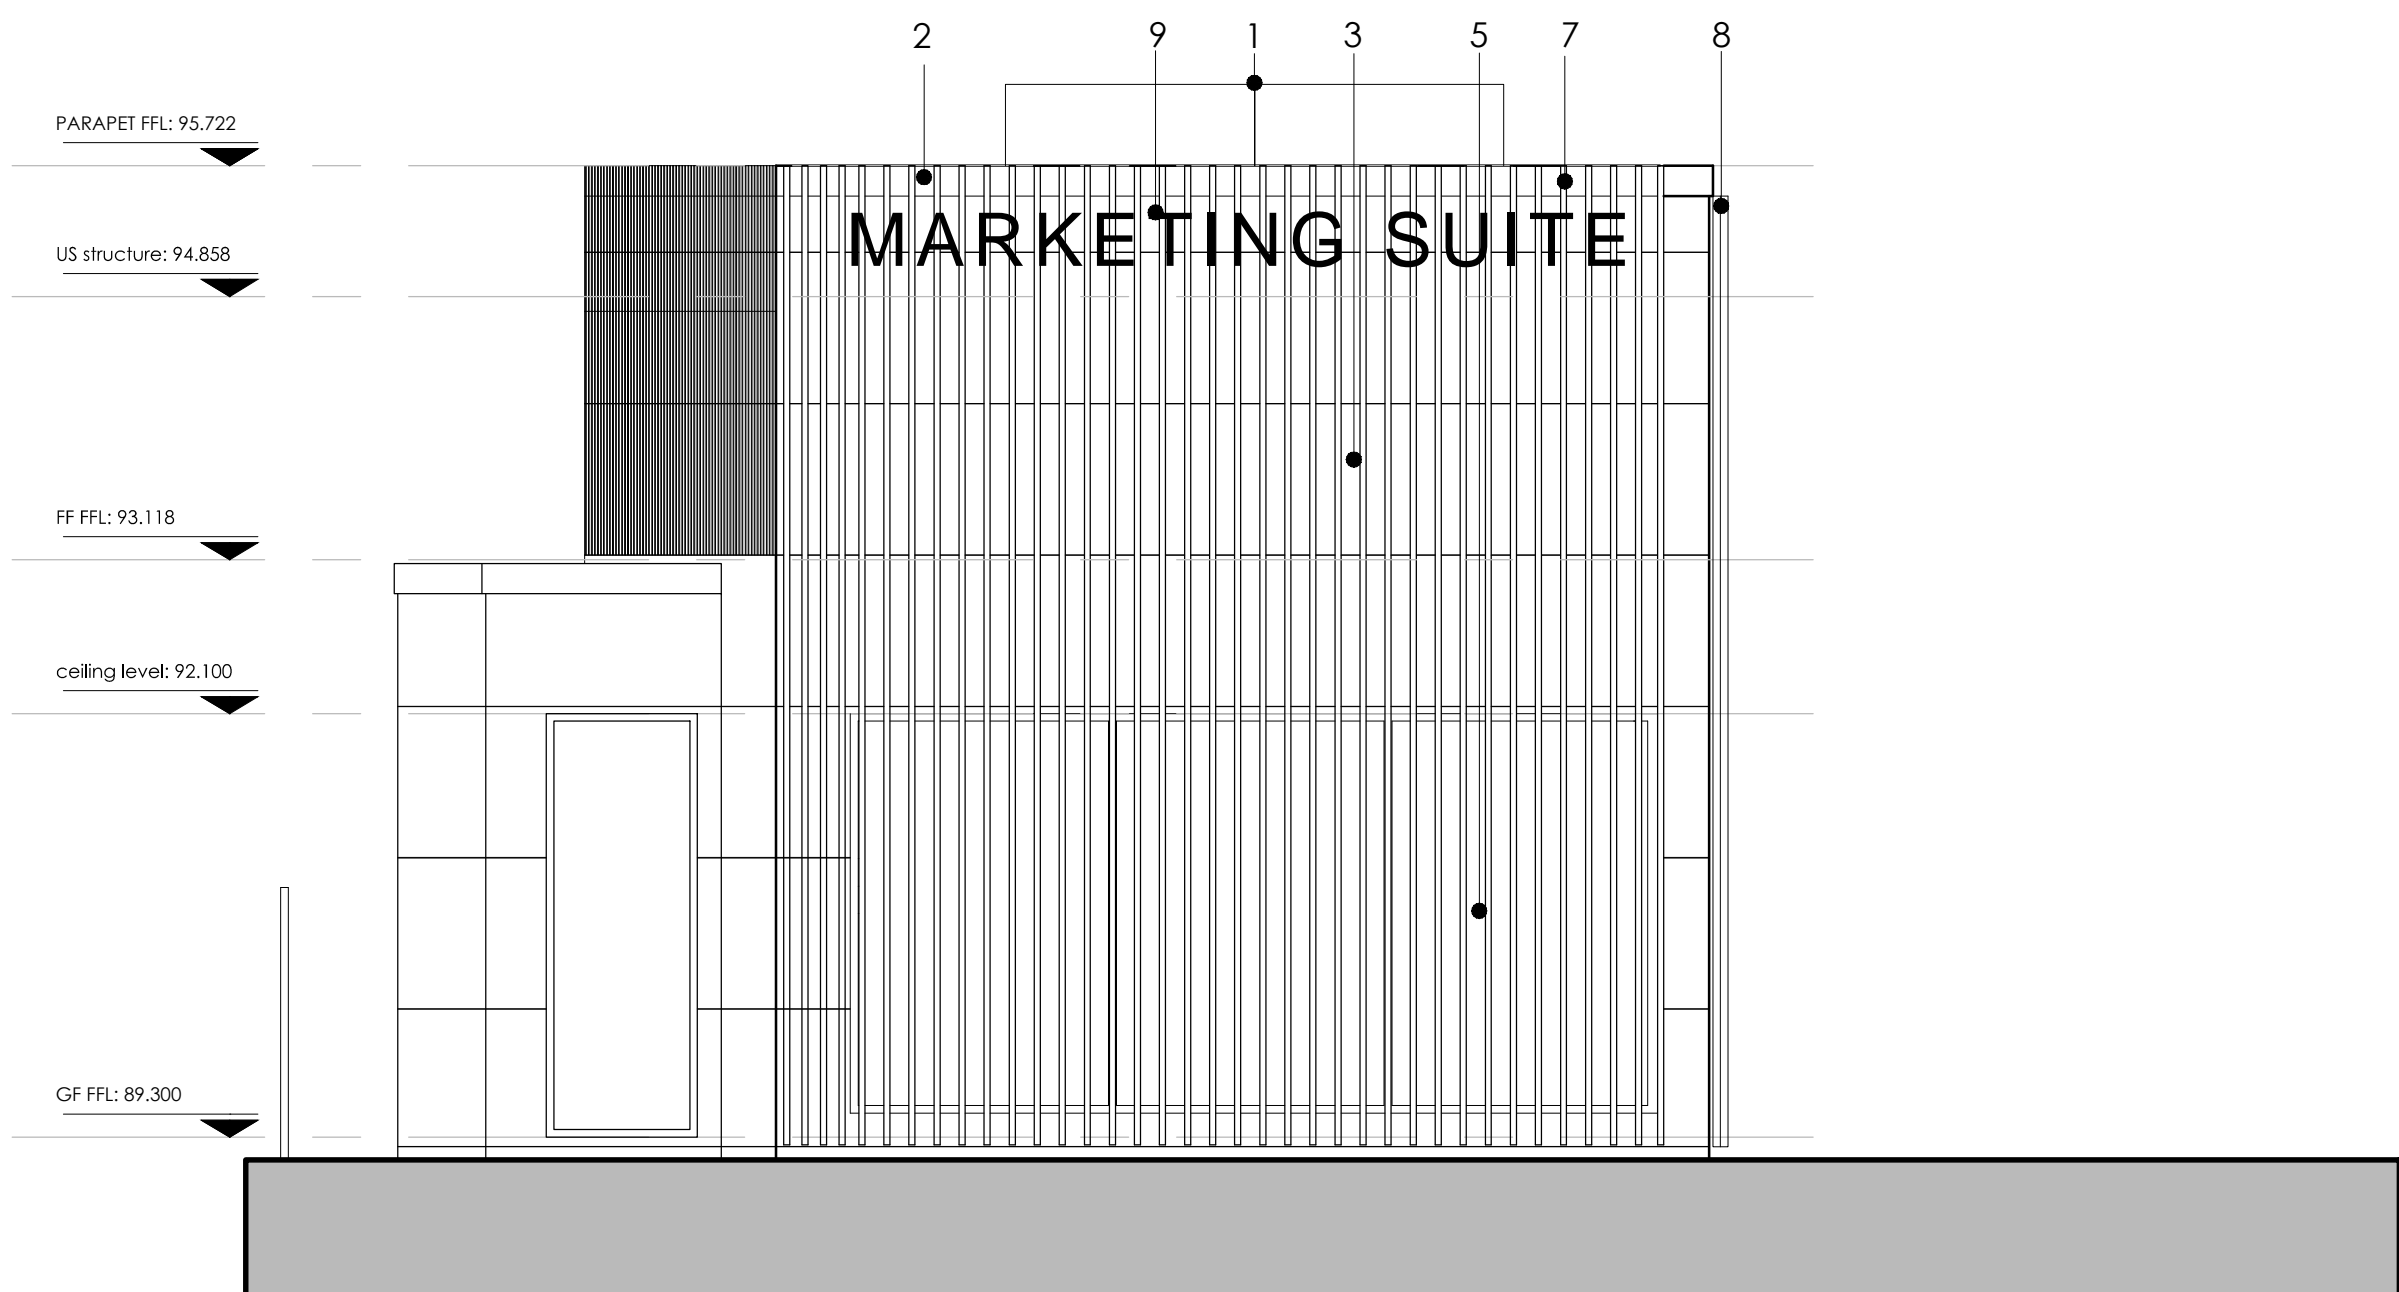 2 9 1 3 5 7 8
PARAPET FFL: 95.722
MARKETING SUITE
US structure: 94.858
FF FFL: 93.118
ceiling level: 92.100
GF FFL: 89.300